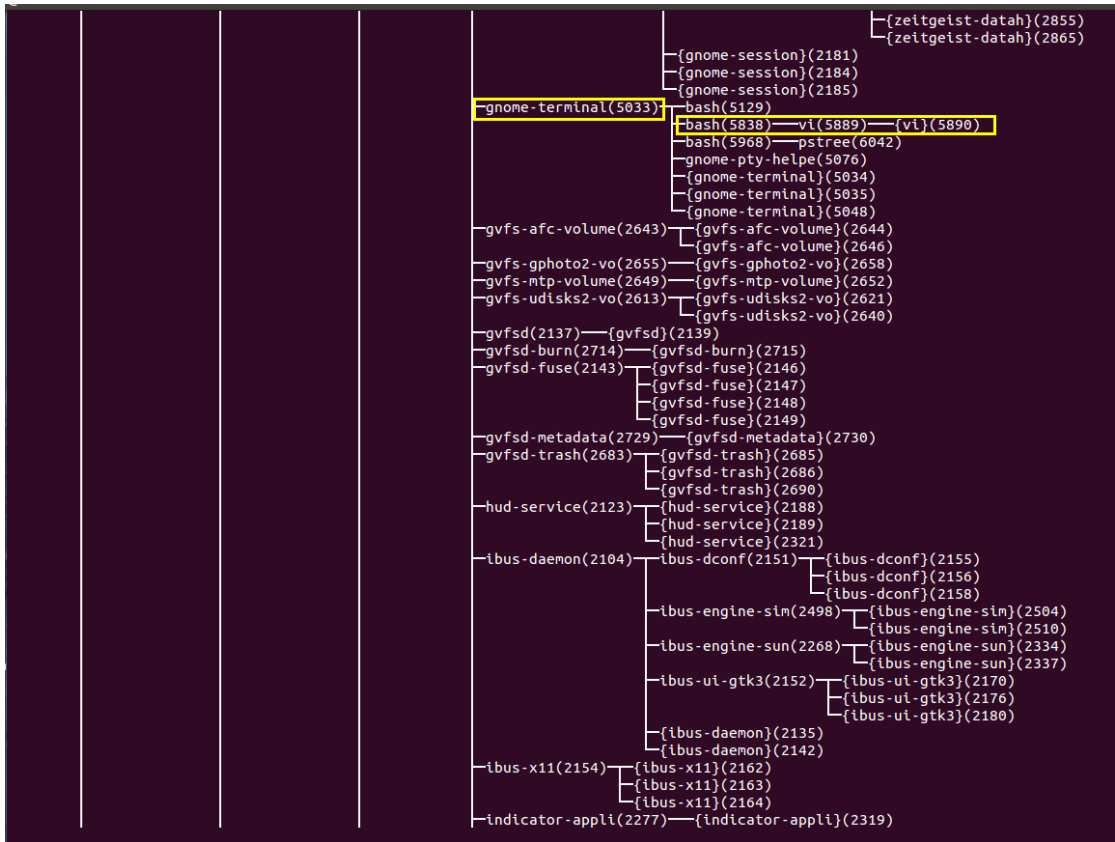 {zeitgeist-datah}(2855)
{zeitgeist-datah}(2865)
{gnome-session}(2181)
{gnome-session}(2184)
{gnome-session}(2185)
gnome-terminal(5033) bash(5129)
bash(5838) vi(5889) {vi}(5890)
bash(5968) pstree(6042)
gnome-pty-helpe(5076)
{gnome-terminal}(5034)
{gnome-terminal}(5035)
{gnome-terminal}(5048)
gvfs-afc-volume(2643) {gvfs-afc-volume}(2644)
{gvfs-afc-volume}(2646)
gvfs-gphoto2-vo(2655) {gvfs-gphoto2-vo}(2658)
gvfs-mtp-volume(2649) {gvfs-mtp-volume}(2652)
gvfs-udisks2-vo(2613) {gvfs-udisks2-vo}(2621)
{gvfs-udisks2-vo}(2640)
gvfsd(2137) {gvfsd}(2139)
gvfsd-burn(2714) {gvfsd-burn}(2715)
gvfsd-fuse(2143) {gvfsd-fuse}(2146)
{gvfsd-fuse}(2147)
{gvfsd-fuse}(2148)
{gvfsd-fuse}(2149)
gvfsd-metadata(2729) {gvfsd-metadata}(2730)
gvfsd-trash(2683) {gvfsd-trash}(2685)
{gvfsd-trash}(2686)
{gvfsd-trash}(2690)
hud-service(2123) {hud-service}(2188)
{hud-service}(2189)
{hud-service}(2321)
ibus-daemon(2104) ibus-dconf(2151) {ibus-dconf}(2155)
{ibus-dconf}(2156)
{ibus-dconf}(2158)
ibus-engine-sim(2498) {ibus-engine-sim}(2504)
{ibus-engine-sim}(2510)
ibus-engine-sun(2268) {ibus-engine-sun}(2334)
{ibus-engine-sun}(2337)
ibus-ui-gtk3(2152) {ibus-ui-gtk3}(2170)
{ibus-ui-gtk3}(2176)
{ibus-ui-gtk3}(2180)
{ibus-daemon}(2135)
{ibus-daemon}(2142)
ibus-x11(2154) {ibus-x11}(2162)
{ibus-x11}(2163)
{ibus-x11}(2164)
indicator-appli(2277) {indicator-appli}(2319)